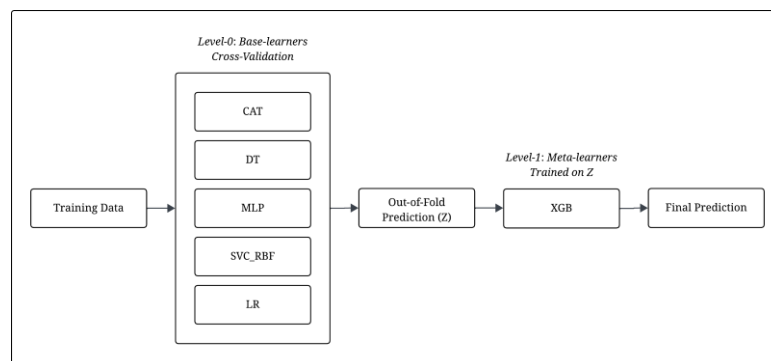 Level-0: Base-learners
Cross-Validation
CAT
DT
MLP
SVC_RBF
LR
Training Data
Out-of-Fold
Prediction (Z)
Level-1: Meta-learners
Trained on Z
XGB
Final Prediction